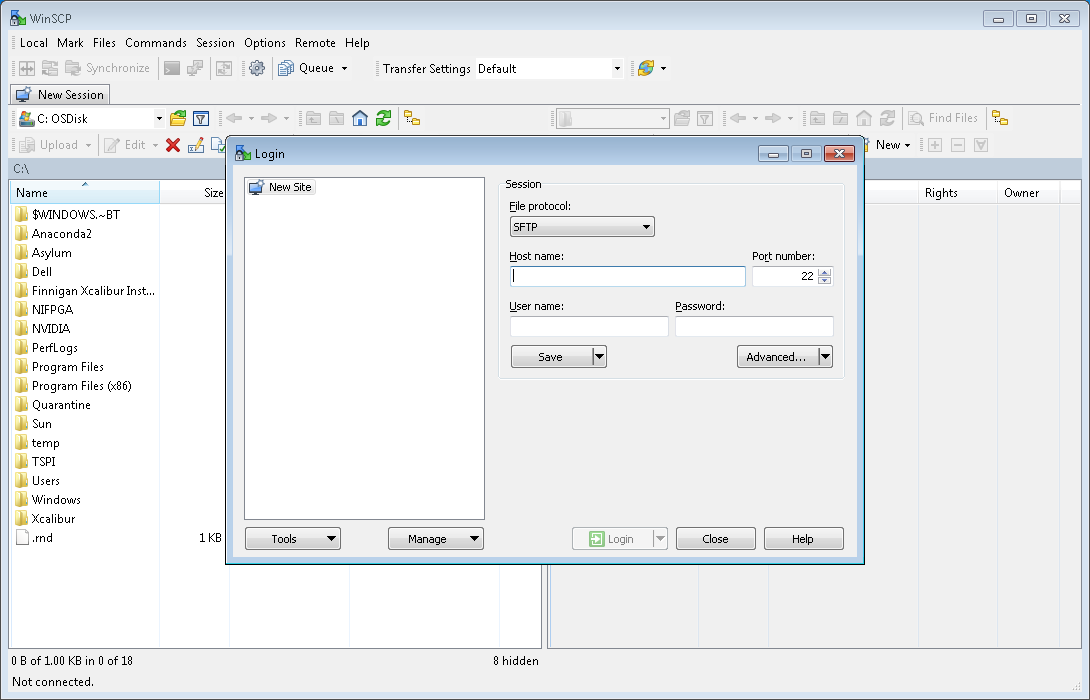 WinSCP
Local Mark Files Commands Session Options Remote Help
Synchronize Queue Transfer Settings Default
New Session
C: OSDisk Find Files
Upload Edit New
C:\
Name Size Rights Owner
$WINDOWS.~BT
Anaconda2
Asylum
Dell
Finnigan Xcalibur Inst...
NIFPGA
NVIDIA
PerfLogs
Program Files
Program Files (x86)
Quarantine
Sun
temp
TSPI
Users
Windows
Xcalibur
.rnd 1 KB
Login
New Site
Session
File protocol:
SFTP
Host name: Port number:
22
User name: Password:
Save Advanced...
Tools Manage Login Close Help
0 B of 1.00 KB in 0 of 18 8 hidden
Not connected.